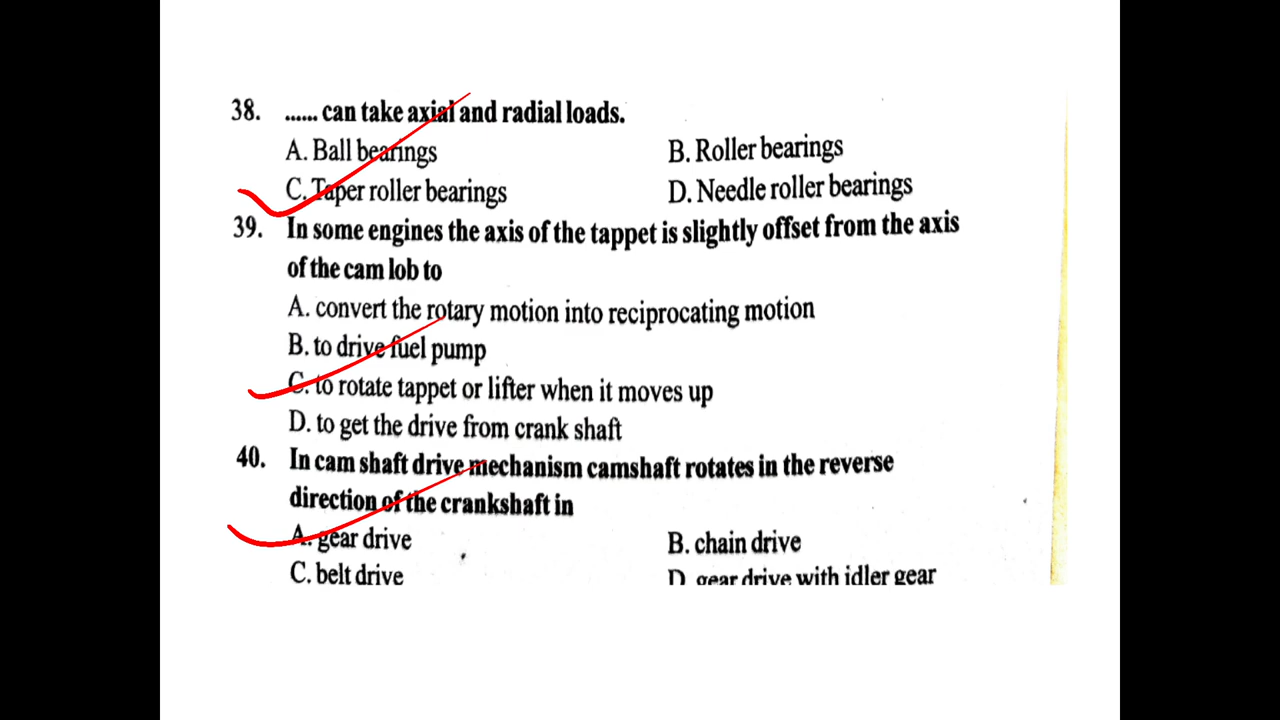 38. ...... can take axial and radial loads.
A. Ball bearings B. Roller bearings
C. Taper roller bearings D. Needle roller bearings
39. In some engines the axis of the tappet is slightly offset from the axis
of the cam lob to
A. convert the rotary motion into reciprocating motion
B. to drive fuel pump
C. to rotate tappet or lifter when it moves up
D. to get the drive from crank shaft
40. In cam shaft drive mechanism camshaft rotates in the reverse
direction of the crankshaft in
A. gear drive B. chain drive
C. belt drive D. gear drive with idler gear